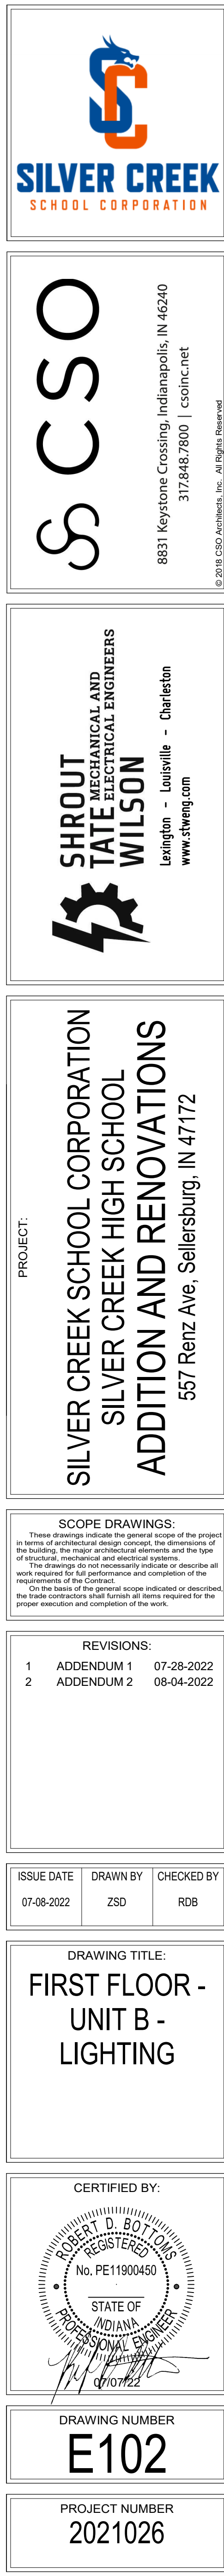 SILVER CREEK
SCHOOL CORPORATION
CSO
8831 Keystone Crossing, Indianapolis, IN 46240
317.848.7800 | csoinc.net
© 2018 CSO Architects, Inc. All Rights Reserved
SHROUT
TATE MECHANICAL AND
ELECTRICAL ENGINEERS
WILSON
Lexington - Louisville - Charleston
www.stweng.com
PROJECT:
SILVER CREEK SCHOOL CORPORATION
SILVER CREEK HIGH SCHOOL
ADDITION AND RENOVATIONS
557 Renz Ave, Sellersburg, IN 47172
SCOPE DRAWINGS:
These drawings indicate the general scope of the project
in terms of architectural design concept, the dimensions of
the building, the major architectural elements and the type
of structural, mechanical and electrical systems.
The drawings do not necessarily indicate or describe all
work required for full performance and completion of the
requirements of the Contract.
On the basis of the general scope indicated or described,
the trade contractors shall furnish all items required for the
proper execution and completion of the work.
REVISIONS:
1 ADDENDUM 1 07-28-2022
2 ADDENDUM 2 08-04-2022
ISSUE DATE DRAWN BY CHECKED BY
07-08-2022 ZSD RDB
DRAWING TITLE:
FIRST FLOOR -
UNIT B -
LIGHTING
CERTIFIED BY:
ROBERT D. BOTTOMS
REGISTERED
No. PE11900450
STATE OF
INDIANA
PROFESSIONAL ENGINEER
07/07/22
DRAWING NUMBER
E102
PROJECT NUMBER
2021026